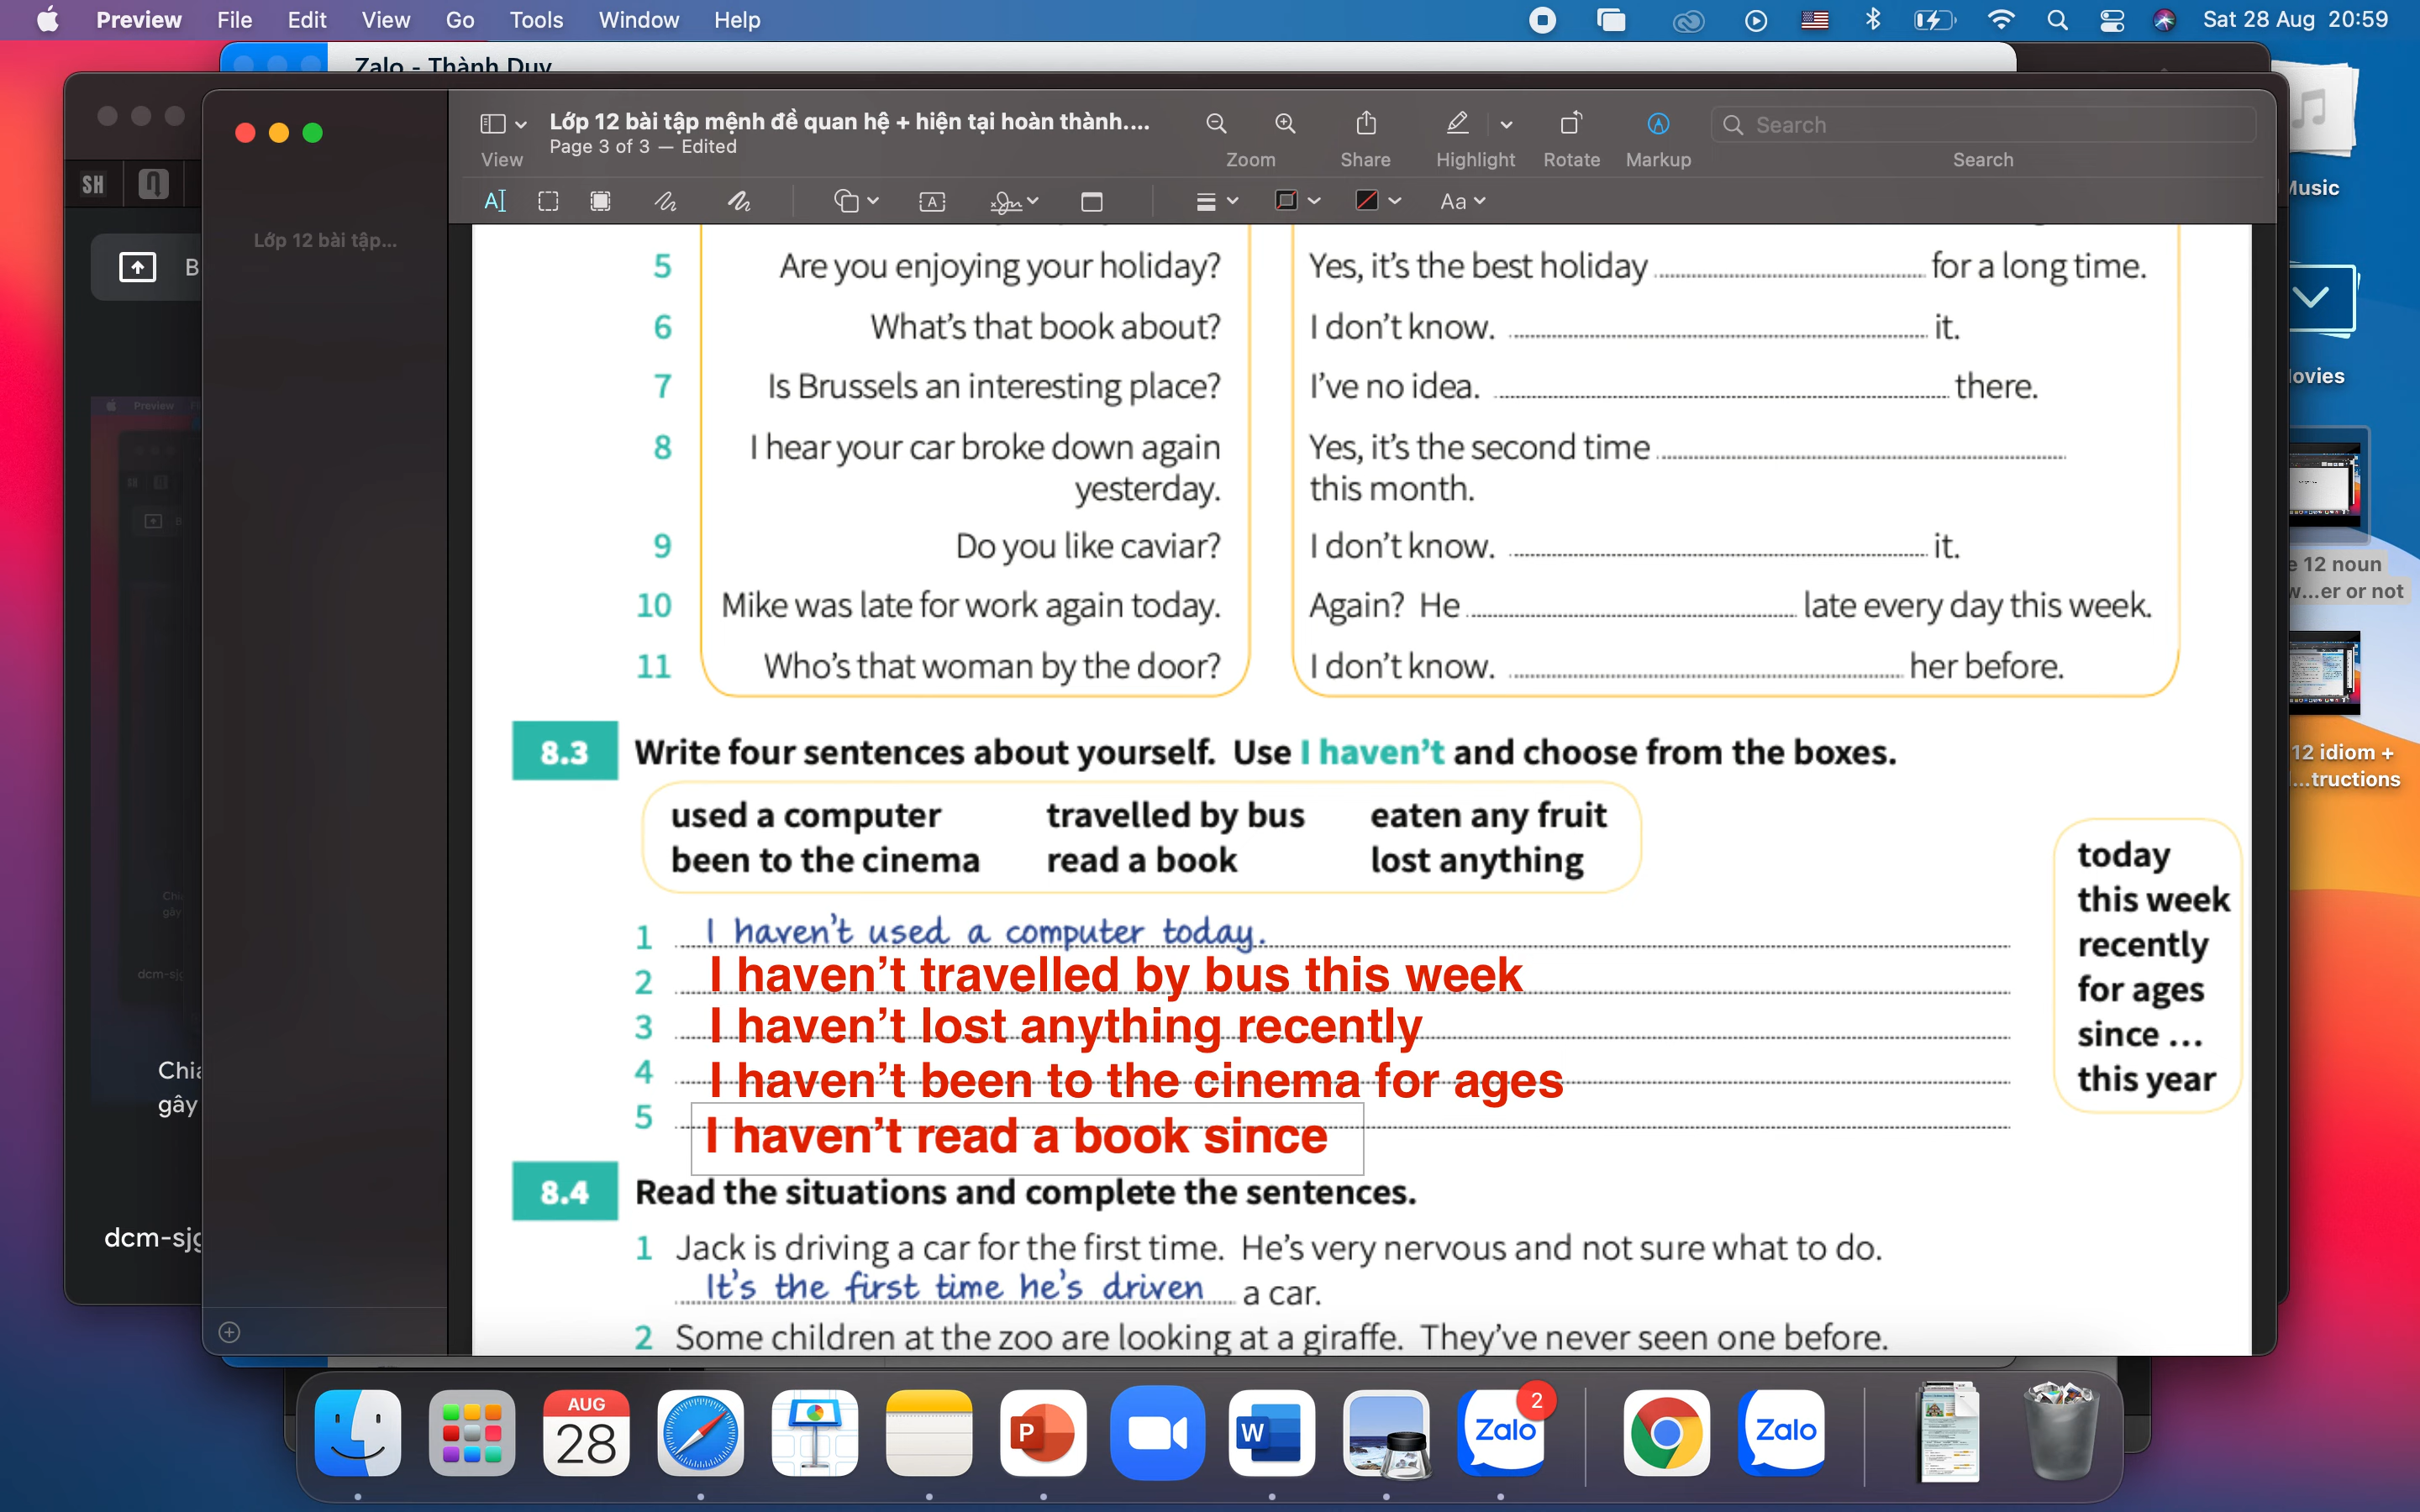 Preview File Edit View Go Tools Window Help
Sat 28 Aug 20:59
Zalo - Thành Duy
Lớp 12 bài tập mệnh đề quan hệ + hiện tại hoàn thành....
Page 3 of 3 — Edited
View
Zoom
Share
Highlight
Rotate
Markup
Search
Search
Aa
SH
Lớp 12 bài tập...
B
Preview
5 Are you enjoying your holiday? Yes, it's the best holiday for a long time.
6 What's that book about? I don't know. it.
7 Is Brussels an interesting place? I've no idea. there.
8 I hear your car broke down again Yes, it's the second time
yesterday. this month.
9 Do you like caviar? I don't know. it.
10 Mike was late for work again today. Again? He late every day this week.
11 Who's that woman by the door? I don't know. her before.
8.3 Write four sentences about yourself. Use I haven't and choose from the boxes.
used a computer travelled by bus eaten any fruit
been to the cinema read a book lost anything
today
this week
recently
for ages
since ...
this year
1 I haven't used a computer today.
2 I haven't travelled by bus this week
3 I haven't lost anything recently
4 I haven't been to the cinema for ages
5 I haven't read a book since
8.4 Read the situations and complete the sentences.
1 Jack is driving a car for the first time. He's very nervous and not sure what to do.
It's the first time he's driven a car.
2 Some children at the zoo are looking at a giraffe. They've never seen one before.
gây
dcm-sjg
Music
e 12 noun
w...er or not
12 idiom +
...tructions
AUG
28
P
W
Zalo
2
Zalo